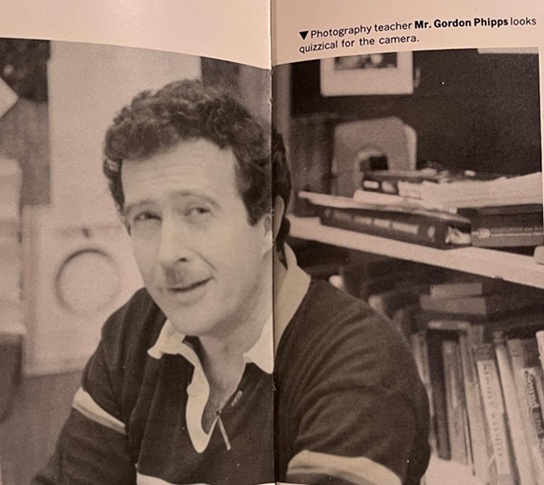 ▼ Photography teacher Mr. Gordon Phipps looks
quizzical for the camera.